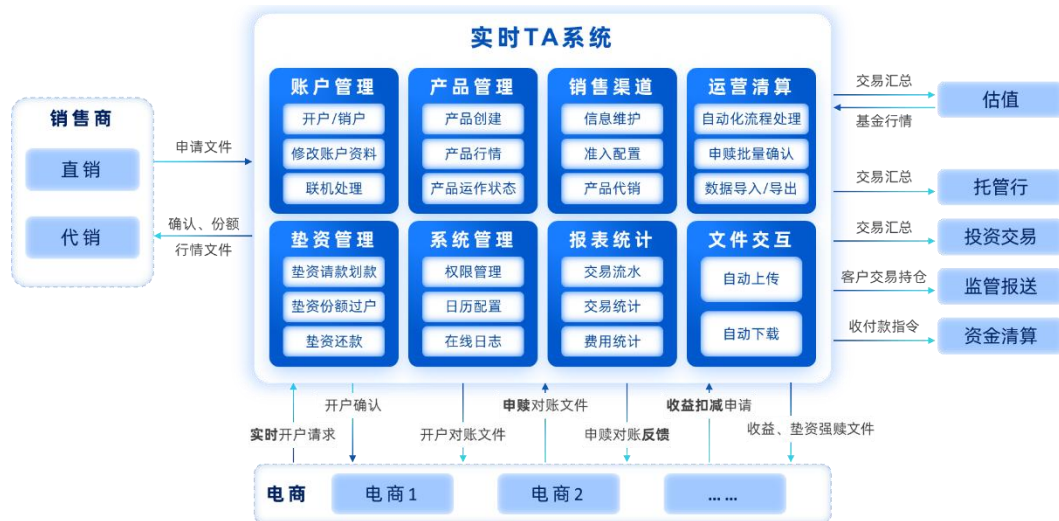 实时TA系统
销售商
直销
代销
申请文件
确认、份额
行情文件
账户管理
开户/销户
修改账户资料
联机处理
产品管理
产品创建
产品行情
产品运作状态
销售渠道
信息维护
准入配置
产品代销
运营清算
自动化流程处理
申赎批量确认
数据导入/导出
垫资管理
垫资请款划款
垫资份额过户
垫资还款
系统管理
权限管理
日历配置
在线日志
报表统计
交易流水
交易统计
费用统计
文件交互
自动上传
自动下载
交易汇总
基金行情
估值
交易汇总
托管行
交易汇总
投资交易
客户交易持仓
监管报送
收付款指令
资金清算
实时开户请求
开户确认
开户对账文件
申赎对账文件
申赎对账反馈
收益扣减申请
收益、垫资强赎文件
电商
电商1
电商2
……